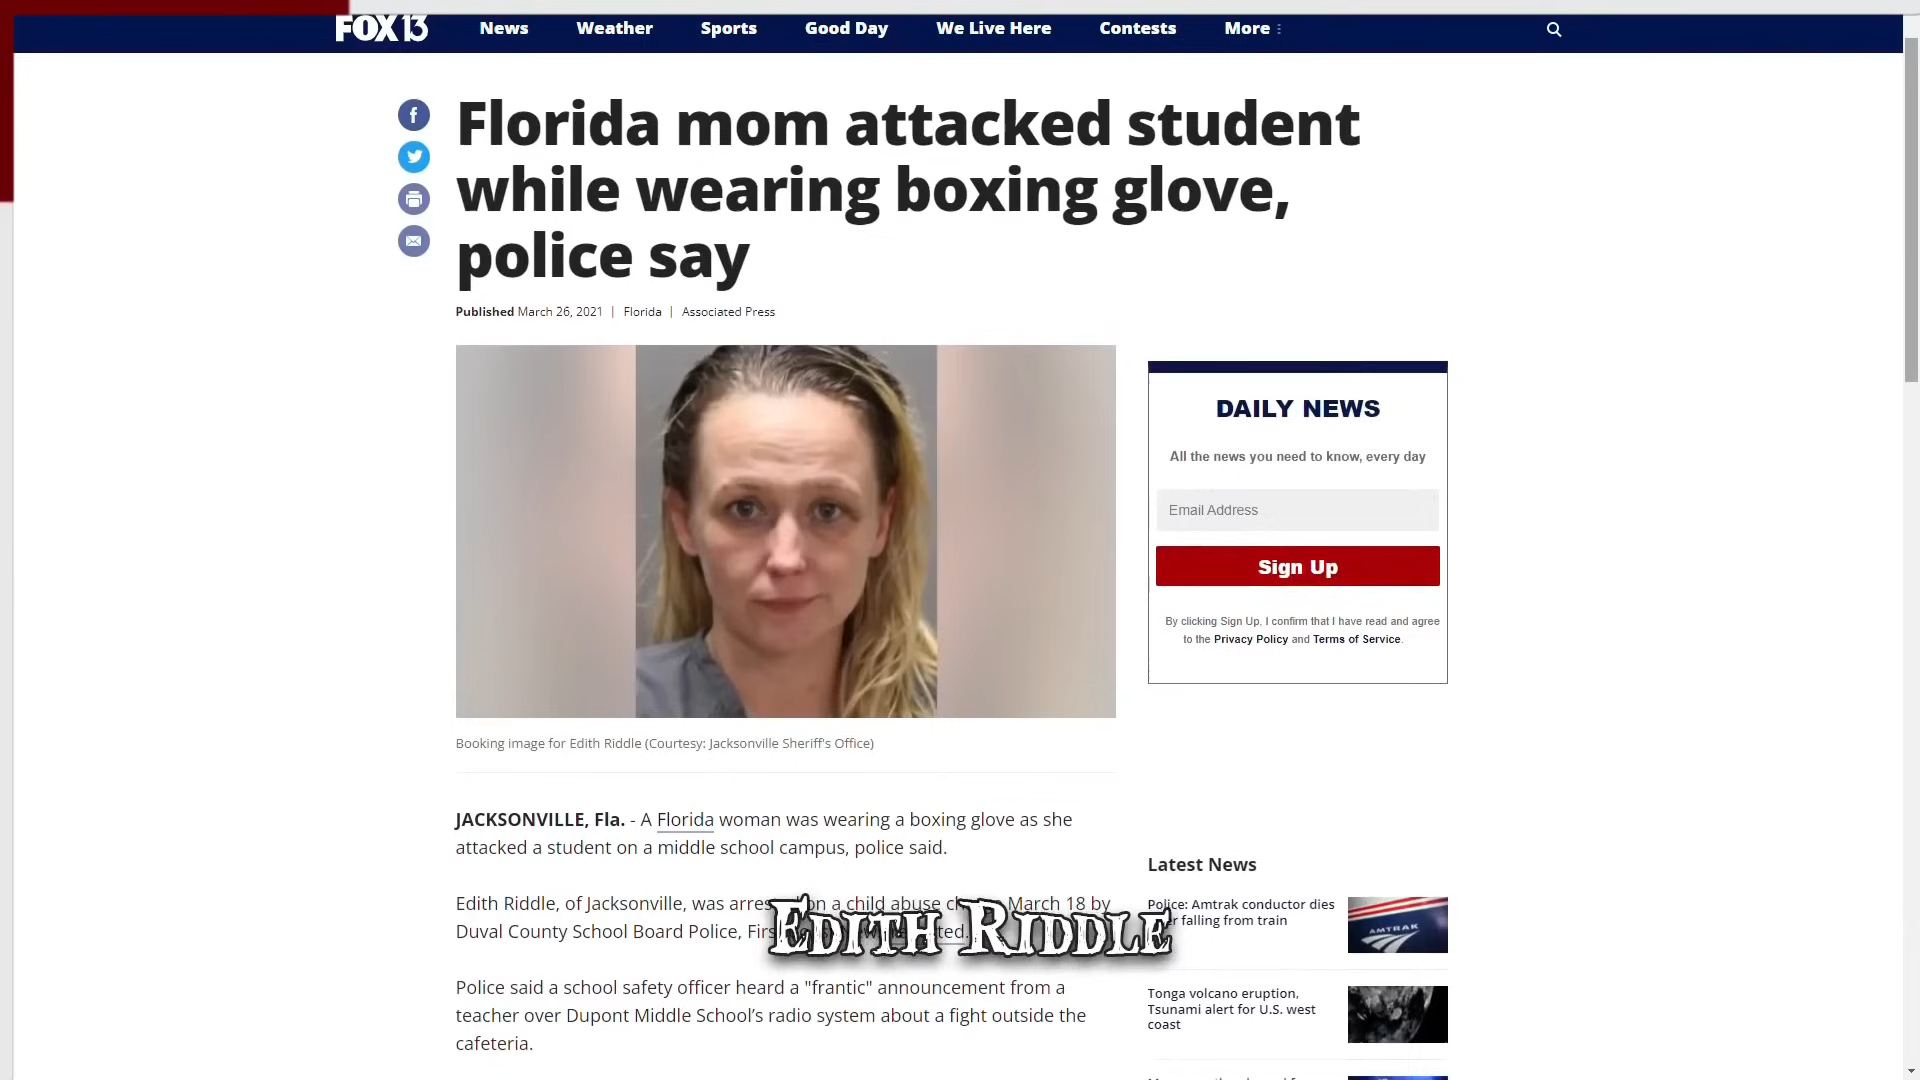 FOX 13
News Weather Sports Good Day We Live Here Contests More
Florida mom attacked student
while wearing boxing glove,
police say
Published March 26, 2021 | Florida | Associated Press
DAILY NEWS
All the news you need to know, every day
Email Address
Sign Up
By clicking Sign Up, I confirm that I have read and agree
to the Privacy Policy and Terms of Service.
Booking image for Edith Riddle (Courtesy: Jacksonville Sheriff's Office)
JACKSONVILLE, Fla. - A Florida woman was wearing a boxing glove as she
attacked a student on a middle school campus, police said.
Edith Riddle, of Jacksonville, was on a child abuse March 18 by
Duval County School Board Police,
Edith Riddle
Police said a school safety officer heard a "frantic" announcement from a
teacher over Dupont Middle School's radio system about a fight outside the
cafeteria.
Latest News
Police: Amtrak conductor dies
falling from train
AMTRAK
Tonga volcano eruption,
Tsunami alert for U.S. west
coast